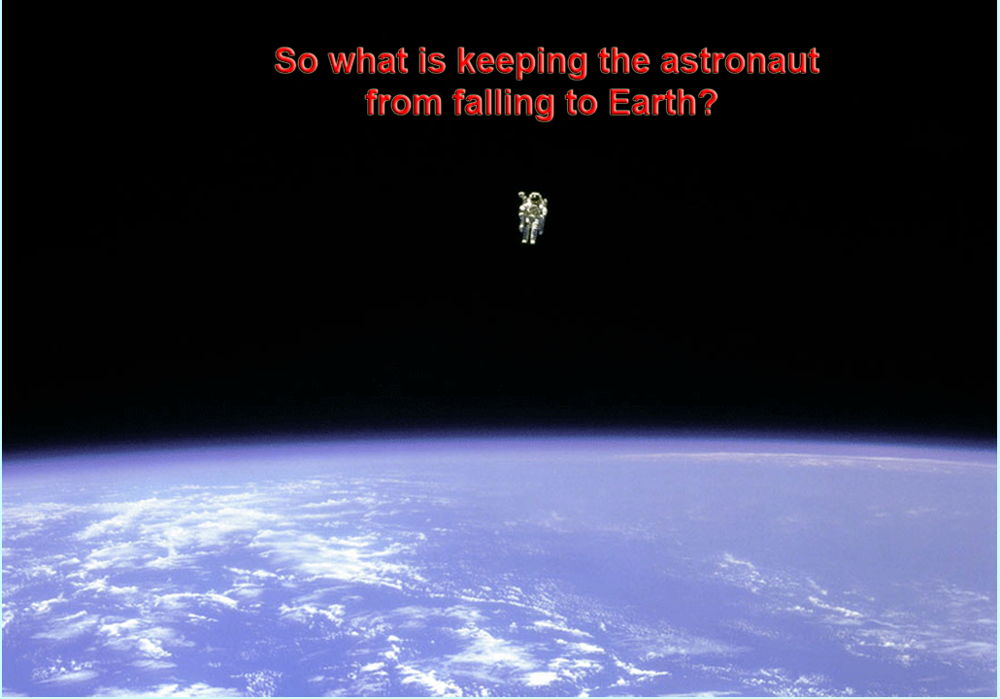 So what is keeping the astronaut
from falling to Earth?